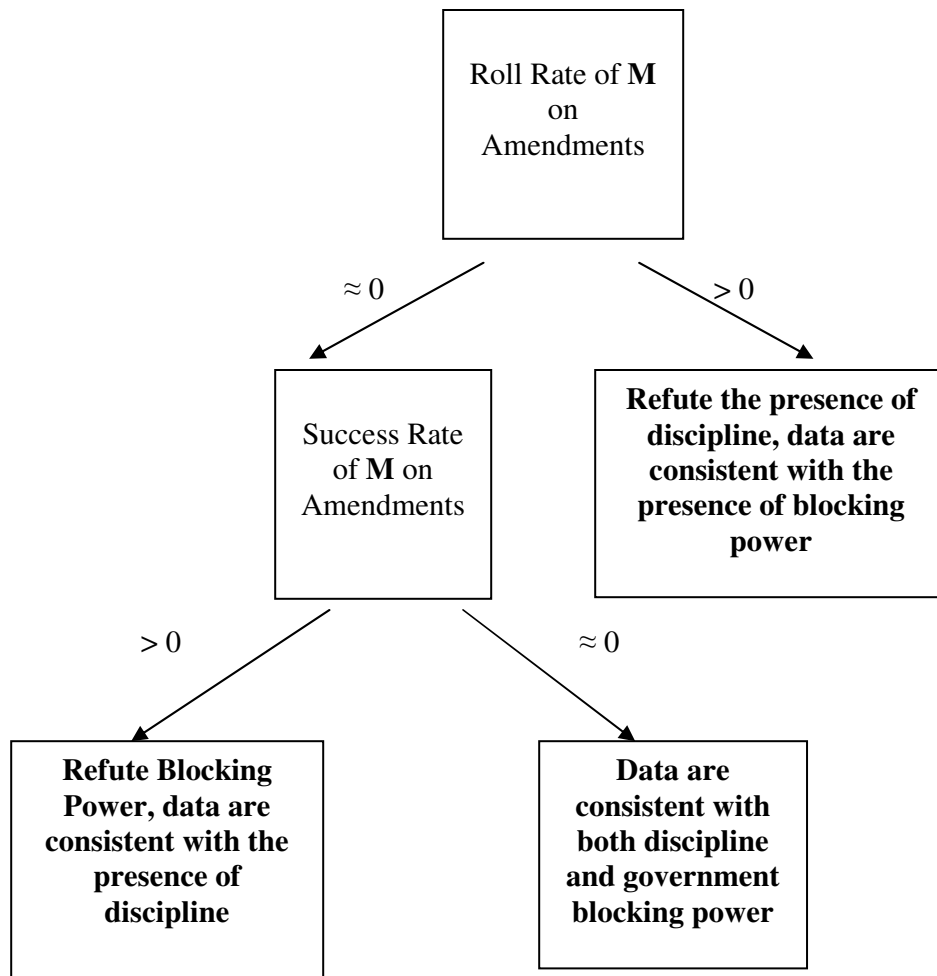 Roll Rate of M
on
Amendments
≈ 0
> 0
Success Rate
of M on
Amendments
Refute the presence of
discipline, data are
consistent with the
presence of blocking
power
> 0
≈ 0
Refute Blocking
Power, data are
consistent with the
presence of
discipline
Data are
consistent with
both discipline
and government
blocking power